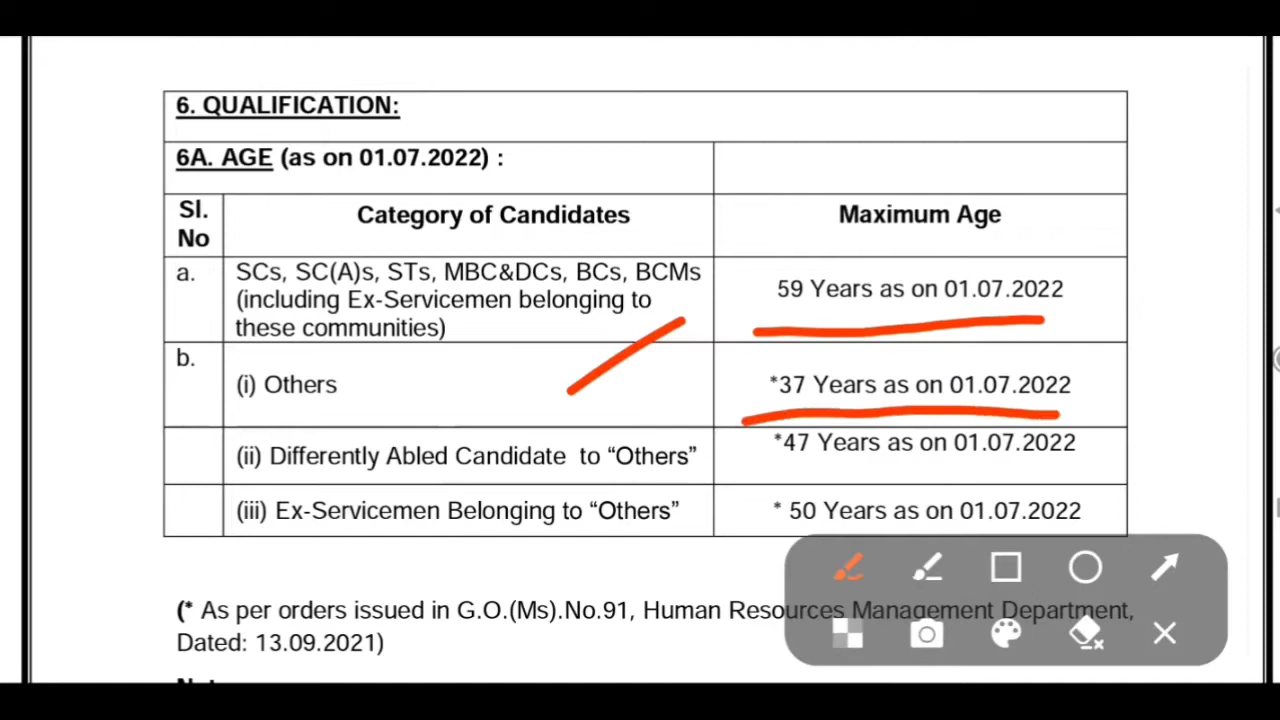 6. QUALIFICATION:
6A. AGE (as on 01.07.2022) :
Sl.
No
Category of Candidates
Maximum Age
a.
SCs, SC(A)s, STs, MBC&DCs, BCs, BCMs
(including Ex-Servicemen belonging to
these communities)
59 Years as on 01.07.2022
b.
(i) Others
*37 Years as on 01.07.2022
(ii) Differently Abled Candidate to “Others”
*47 Years as on 01.07.2022
(iii) Ex-Servicemen Belonging to “Others”
* 50 Years as on 01.07.2022
(* As per orders issued in G.O.(Ms).No.91, Human Resources Management Department,
Dated: 13.09.2021)